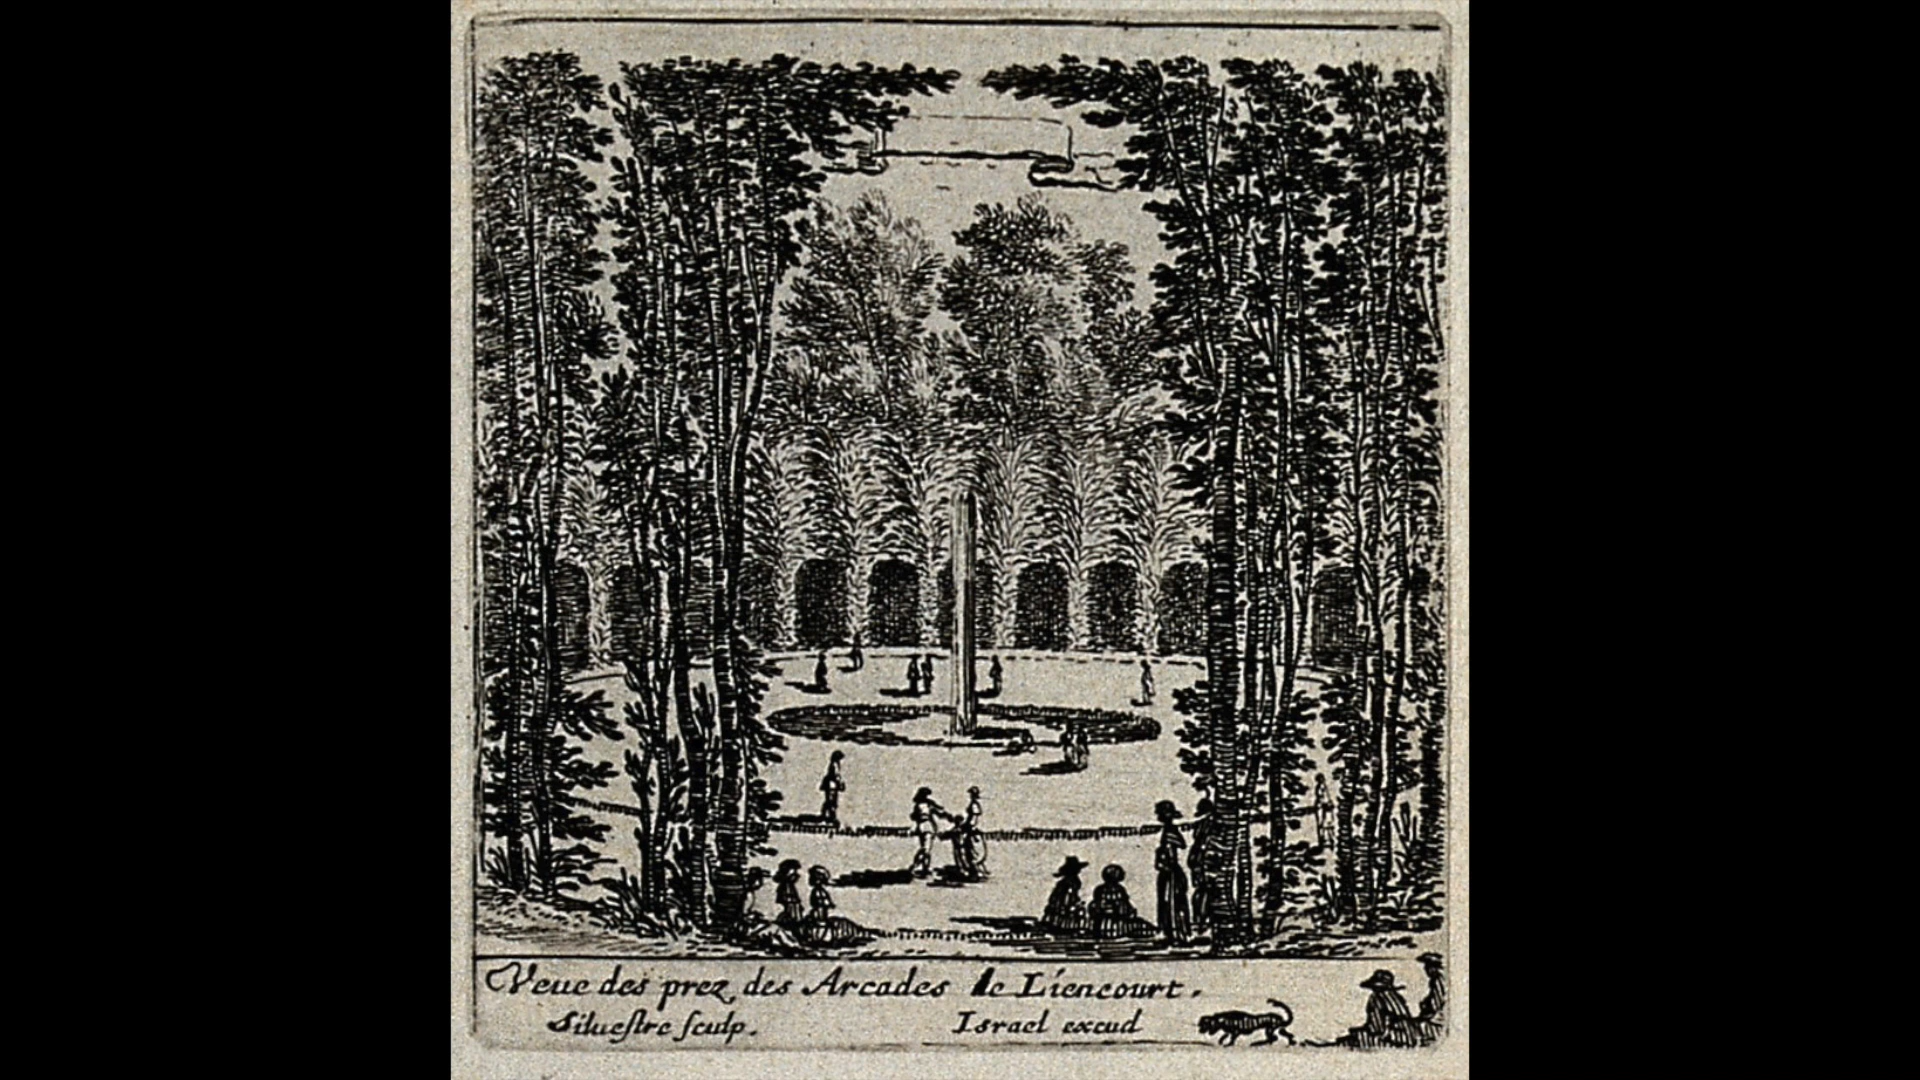 Veue des prez des Arcades de Liencourt.
Siluestre sculp. Israel excud